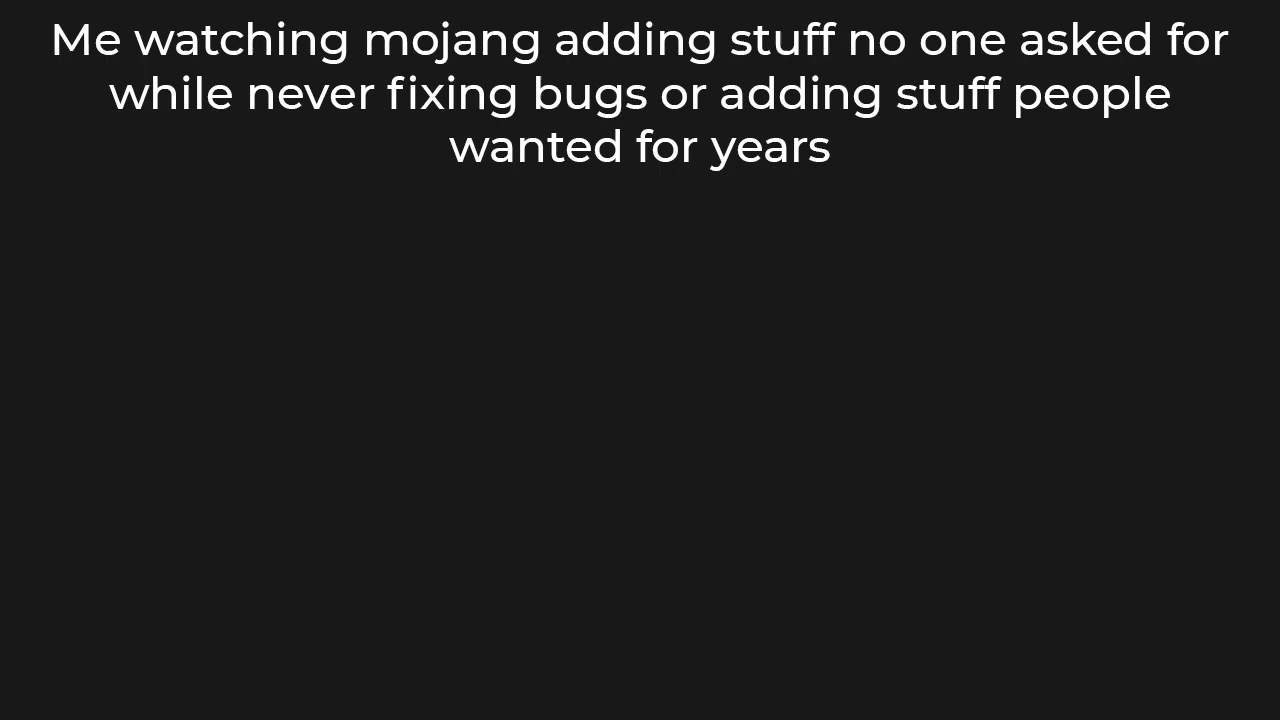 Me watching mojang adding stuff no one asked for
while never fixing bugs or adding stuff people
wanted for years